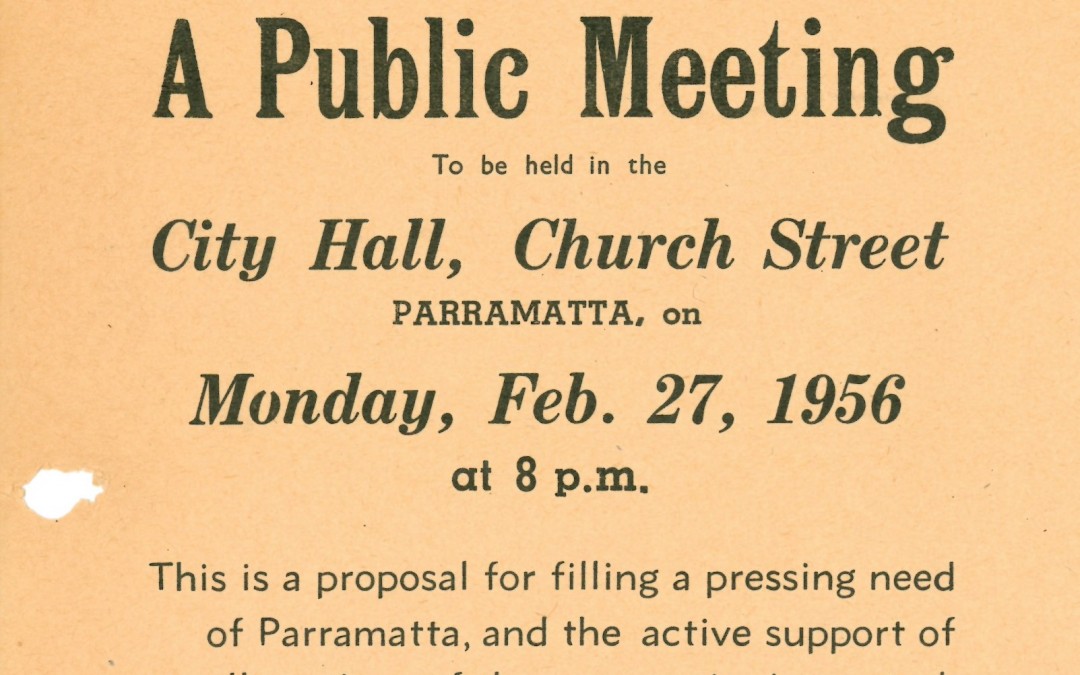 A Public Meeting
To be held in the
City Hall, Church Street
PARRAMATTA, on
Monday, Feb. 27, 1956
at 8 p.m.
This is a proposal for filling a pressing need
of Parramatta, and the active support of